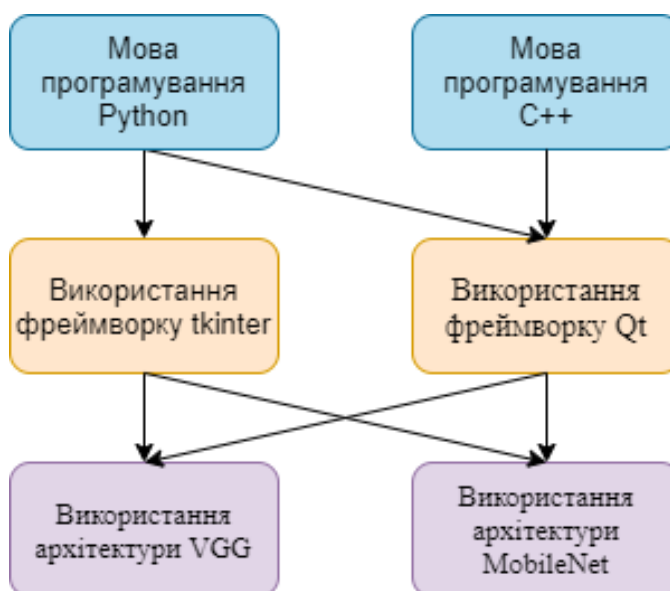 Мова
програмування
Python
Мова
програмування
C++
Використання
фреймворку tkinter
Використання
фреймворку Qt
Використання
архітектури VGG
Використання
архітектури
MobileNet